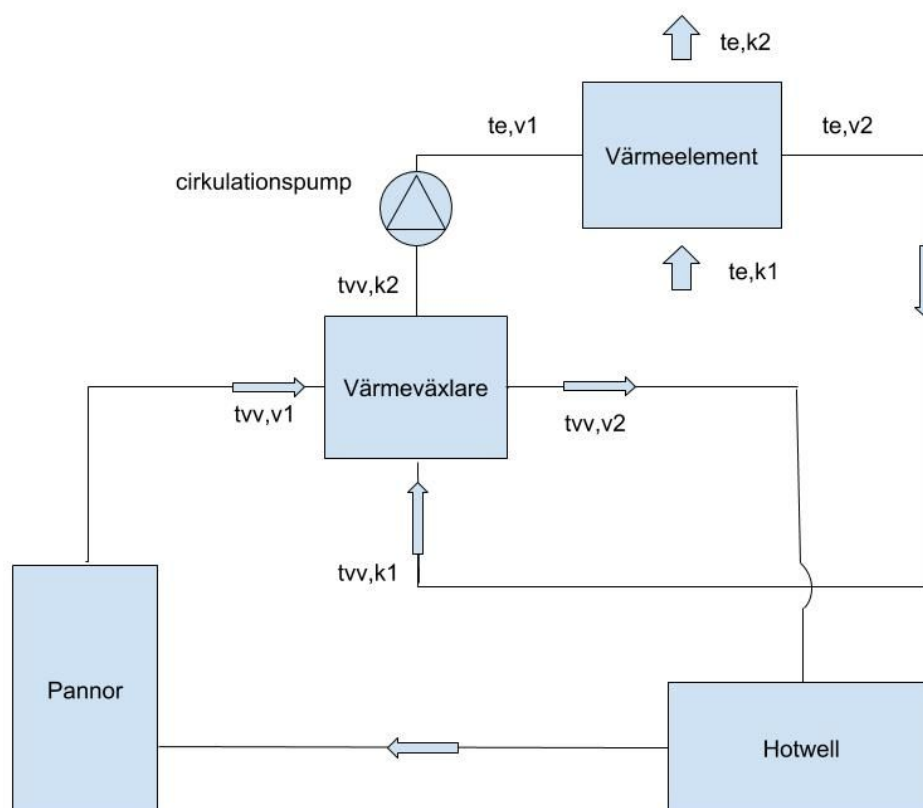 te,k2
te,v1
te,v2
Värmeelement
cirkulationspump
te,k1
tvv,k2
Värmeväxlare
tvv,v1
tvv,v2
tvv,k1
Pannor
Hotwell